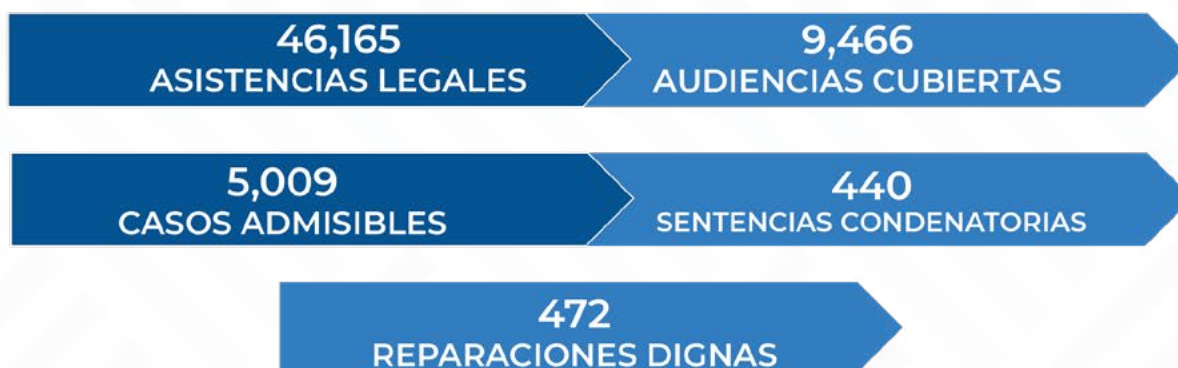 46,165
ASISTENCIAS LEGALES
9,466
AUDIENCIAS CUBIERTAS
5,009
CASOS ADMISIBLES
440
SENTENCIAS CONDENATORIAS
472
REPARACIONES DIGNAS